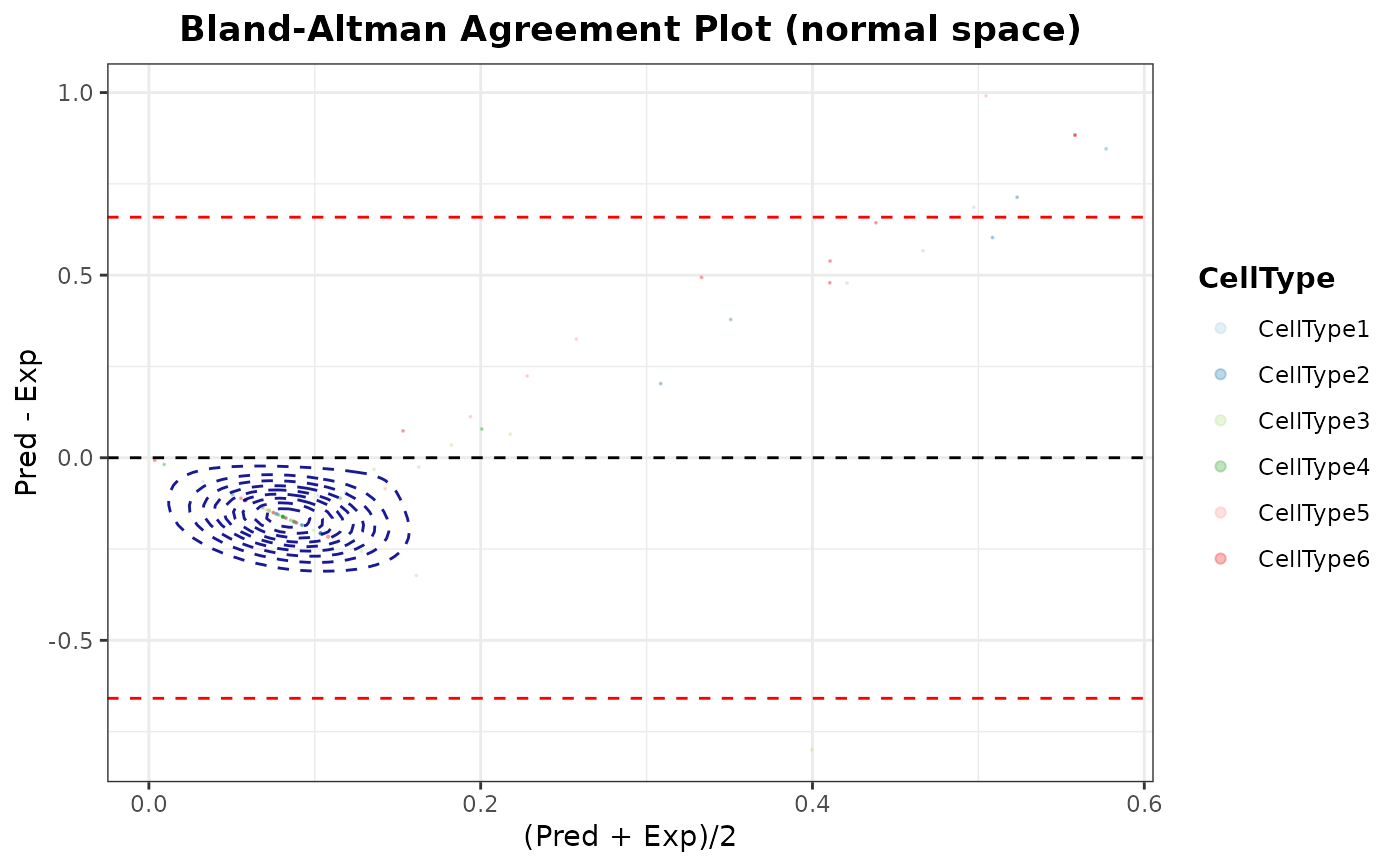 Bland-Altman Agreement Plot (normal space)
1.0
0.5
0.0
-0.5
Pred - Exp
0.0
0.2
0.4
0.6
(Pred + Exp)/2
CellType
CellType1
CellType2
CellType3
CellType4
CellType5
CellType6